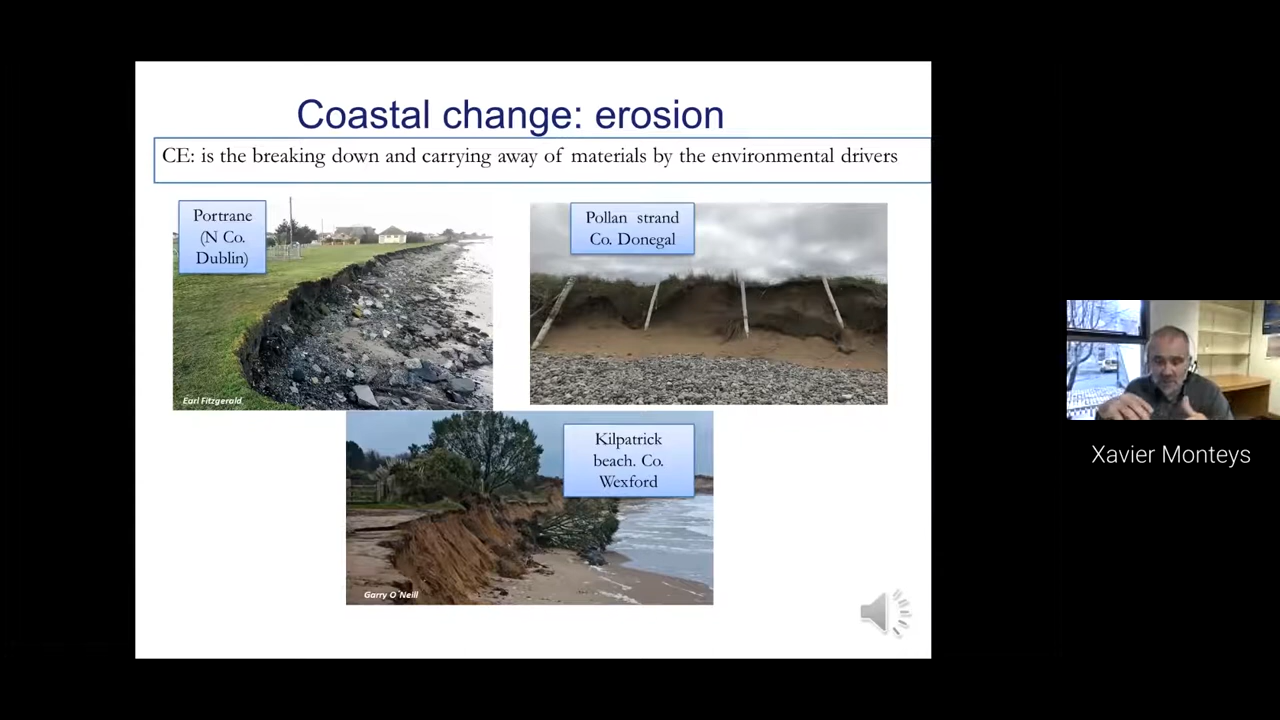 Coastal change: erosion
CE: is the breaking down and carrying away of materials by the environmental drivers
Portrane
(N Co.
Dublin)
Pollan strand
Co. Donegal
Earl Fitzgerald
Kilpatrick
beach. Co.
Wexford
Garry O`Neill
Xavier Monteys